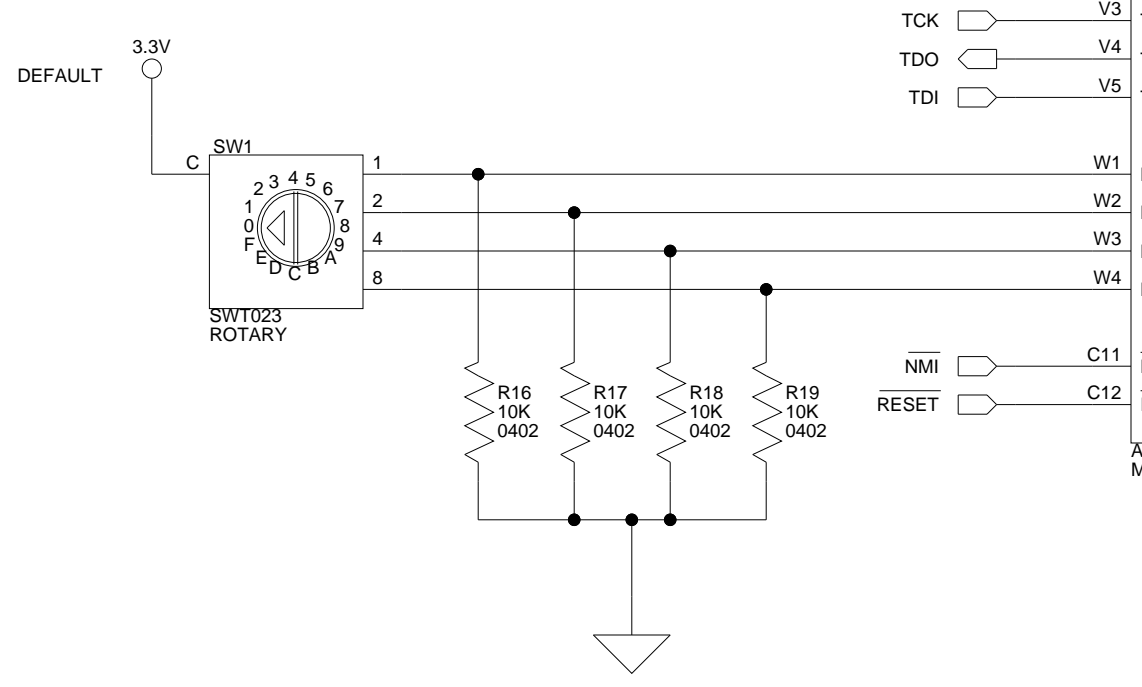 TCK V3
TDO V4
TDI V5
3.3V
DEFAULT
SW1
C
0 1 2 3 4 5 6 7 8 9 A B C D E F
1 W1
2 W2
4 W3
8 W4
SWT023
ROTARY
NMI C11
RESET C12
R16
10K
0402
R17
10K
0402
R18
10K
0402
R19
10K
0402